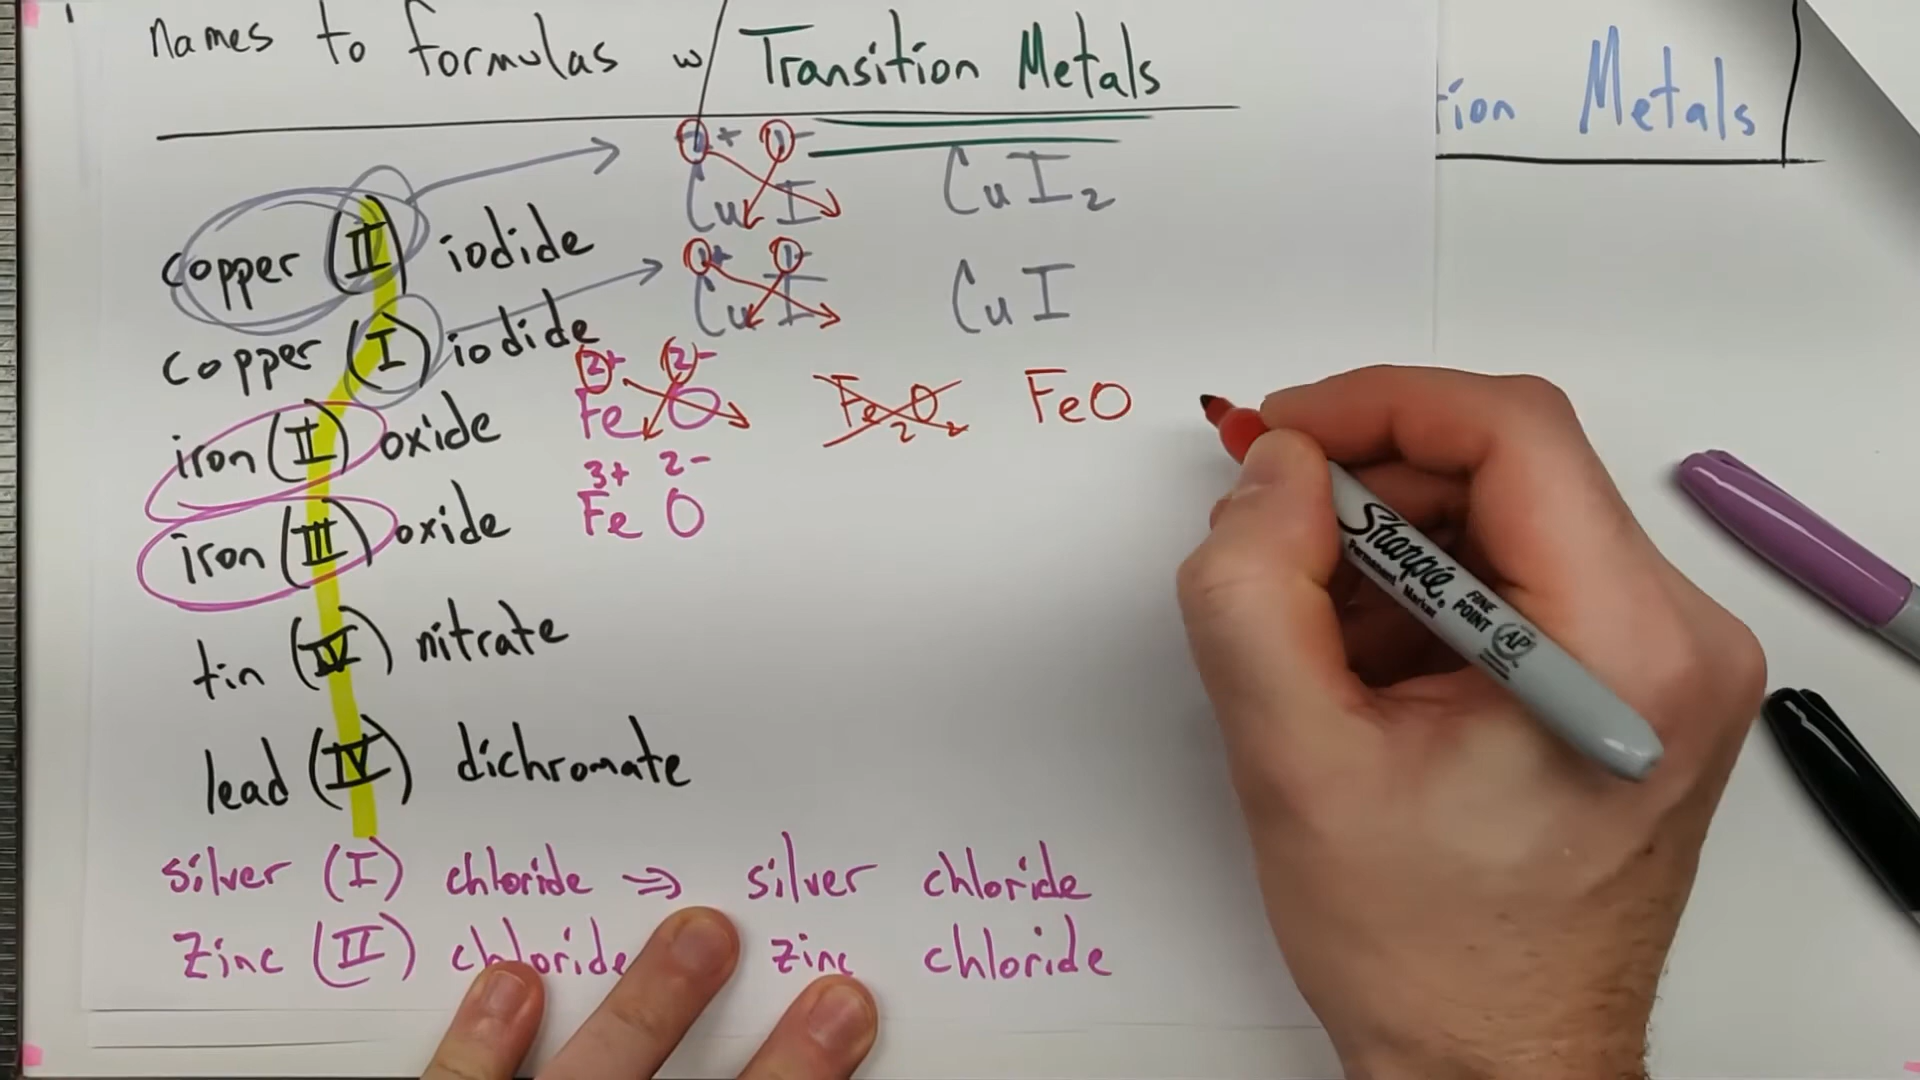 names to formulas w/ Transition Metals
tion Metals
copper (II) iodide
2+ 1-
Cu I
CuI2
copper (I) iodide
1+ 1-
Cu I
CuI
iron (II) oxide
2+ 2-
Fe O
Fe2O2
FeO
iron (III) oxide
3+ 2-
Fe O
tin (IV) nitrate
lead (IV) dichromate
silver (I) chloride ⇒ silver chloride
Zinc (II) chloride zinc chloride
Sharpie.
Permanent Marker.
FINE POINT
AP